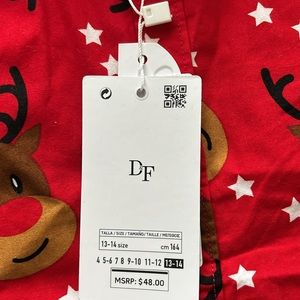 DF
TALLA / SIZE / TAMAÑO/ TAILLE / MEISSOIE
13-14 size cm 164
4 5-6 7 8 9-10 11-12 13-14
MSRP: $48.00